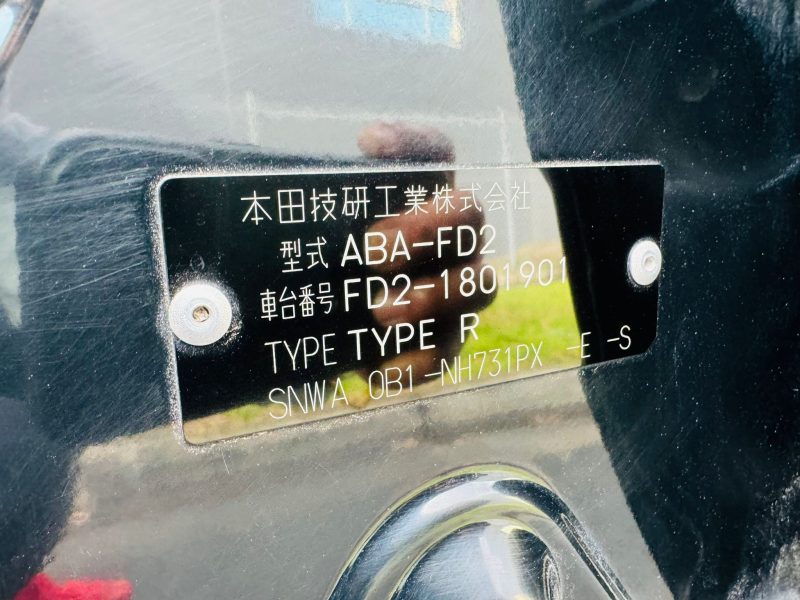 本田技研工業株式会社
型式 ABA-FD2
車台番号 FD2-1801901
TYPE TYPE R
SNWA 0B1-NH731PX -E -S